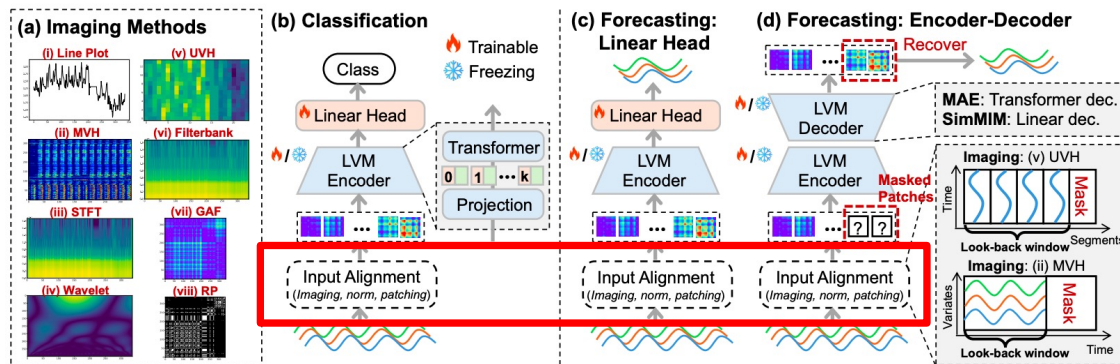 (a) Imaging Methods
(i) Line Plot
(v) UVH
(ii) MVH
(vi) Filterbank
(iii) STFT
(vii) GAF
(iv) Wavelet
(viii) RP
(b) Classification
Trainable
Freezing
Class
Linear Head
/
LVM
Encoder
Transformer
0 1 ••• k
Projection
•••
Input Alignment
(Imaging, norm, patching)
(c) Forecasting:
Linear Head
Linear Head
/
LVM
Encoder
•••
Input Alignment
(Imaging, norm, patching)
(d) Forecasting: Encoder-Decoder
•••
Recover
/
LVM
Decoder
MAE: Transformer dec.
SimMIM: Linear dec.
/
LVM
Encoder
Masked
Patches
•••
? ?
Input Alignment
(Imaging, norm, patching)
Imaging: (v) UVH
Time
Mask
Segments
Look-back window
Imaging: (ii) MVH
Variates
Mask
Look-back window
Time